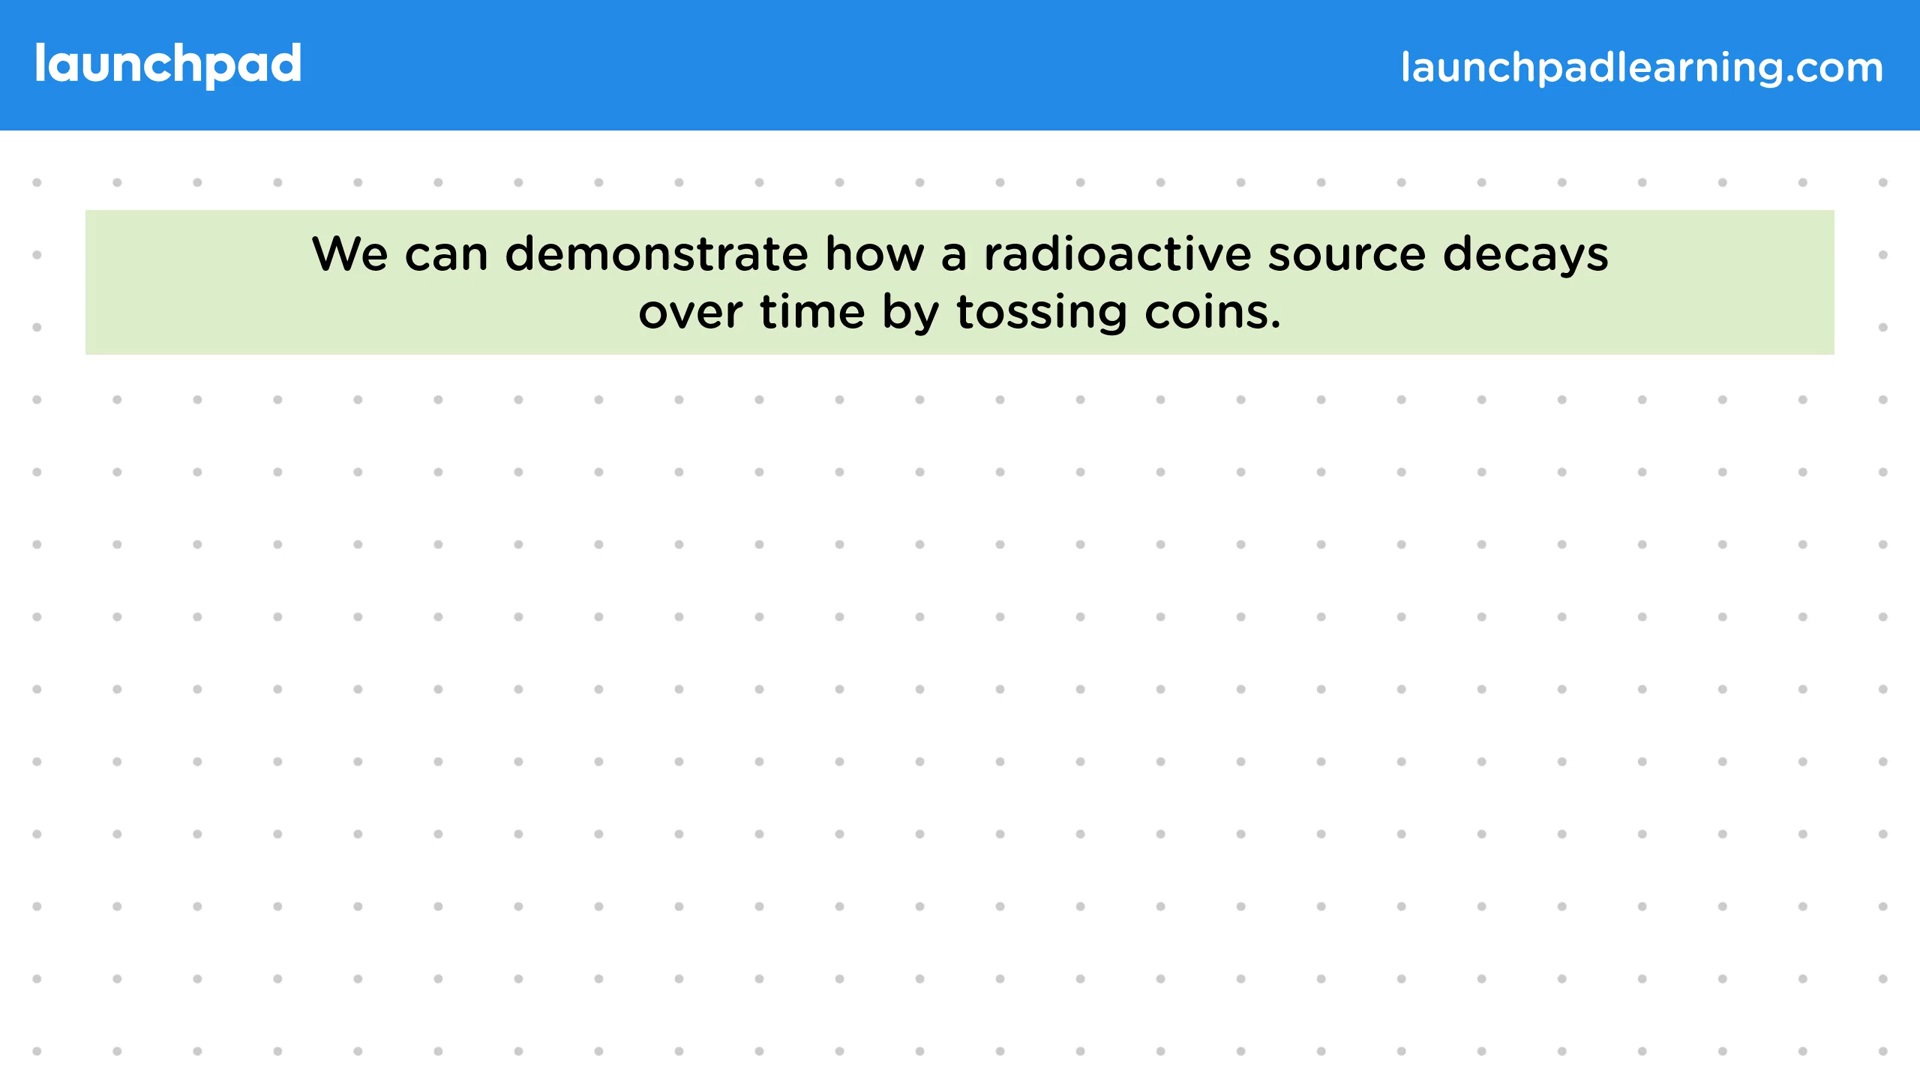 launchpad
launchpadlearning.com
We can demonstrate how a radioactive source decays
over time by tossing coins.